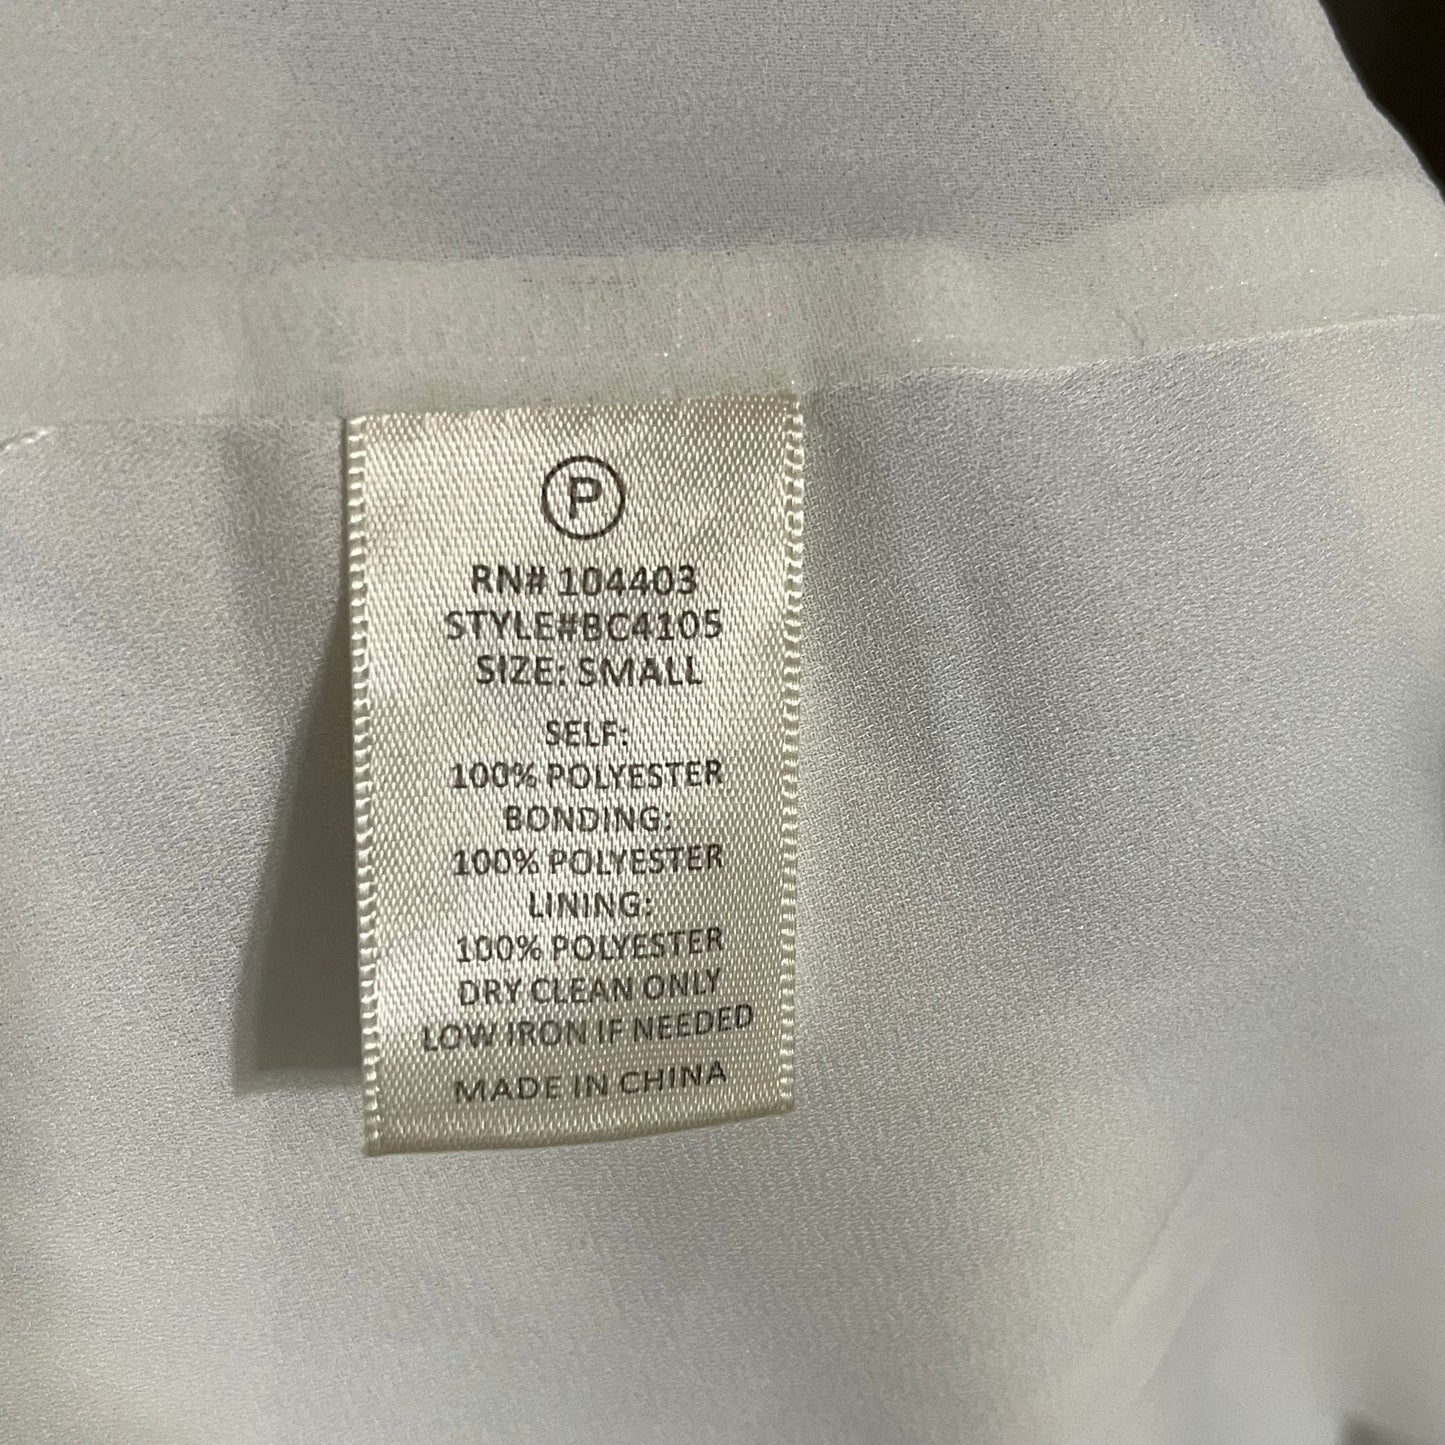 P
RN# 104403
STYLE#BC4105
SIZE: SMALL
SELF:
100% POLYESTER
BONDING:
100% POLYESTER
LINING:
100% POLYESTER
DRY CLEAN ONLY
LOW IRON IF NEEDED
MADE IN CHINA